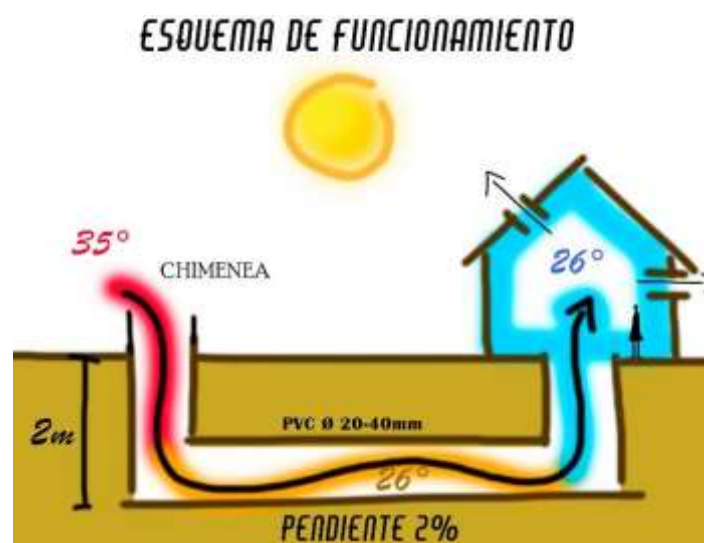 ESQUEMA DE FUNCIONAMIENTO
35°
CHIMENEA
26°
2m
PVC Ø 20-40mm
26°
PENDIENTE 2%